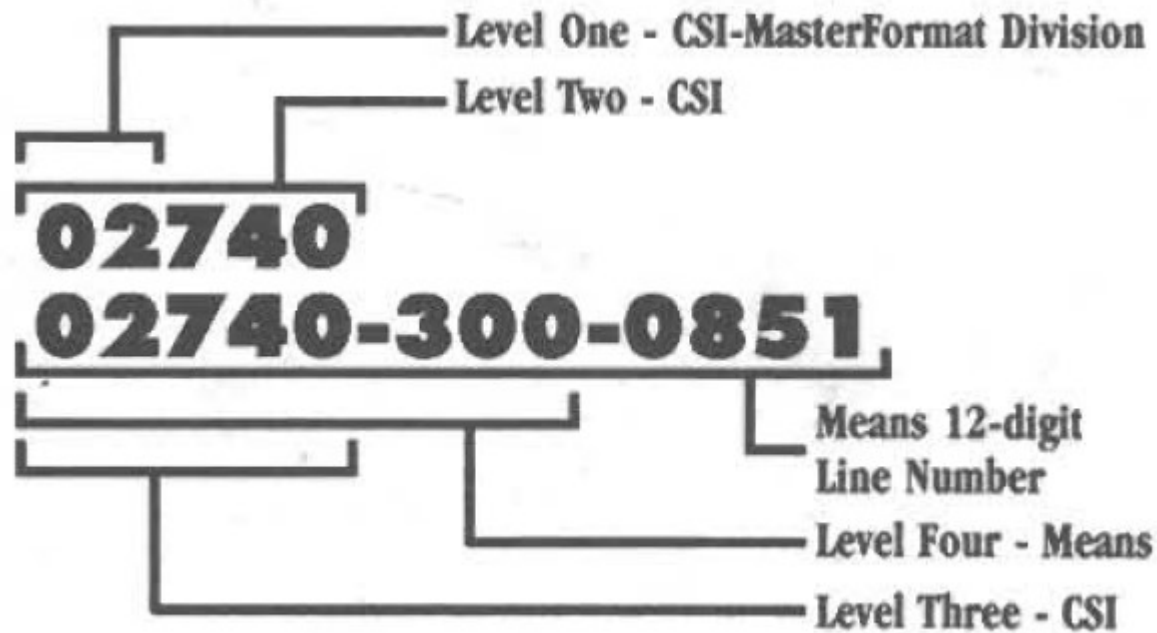 Level One - CSI-MasterFormat Division
Level Two - CSI
02740
02740-300-0851
Means 12-digit
Line Number
Level Four - Means
Level Three - CSI